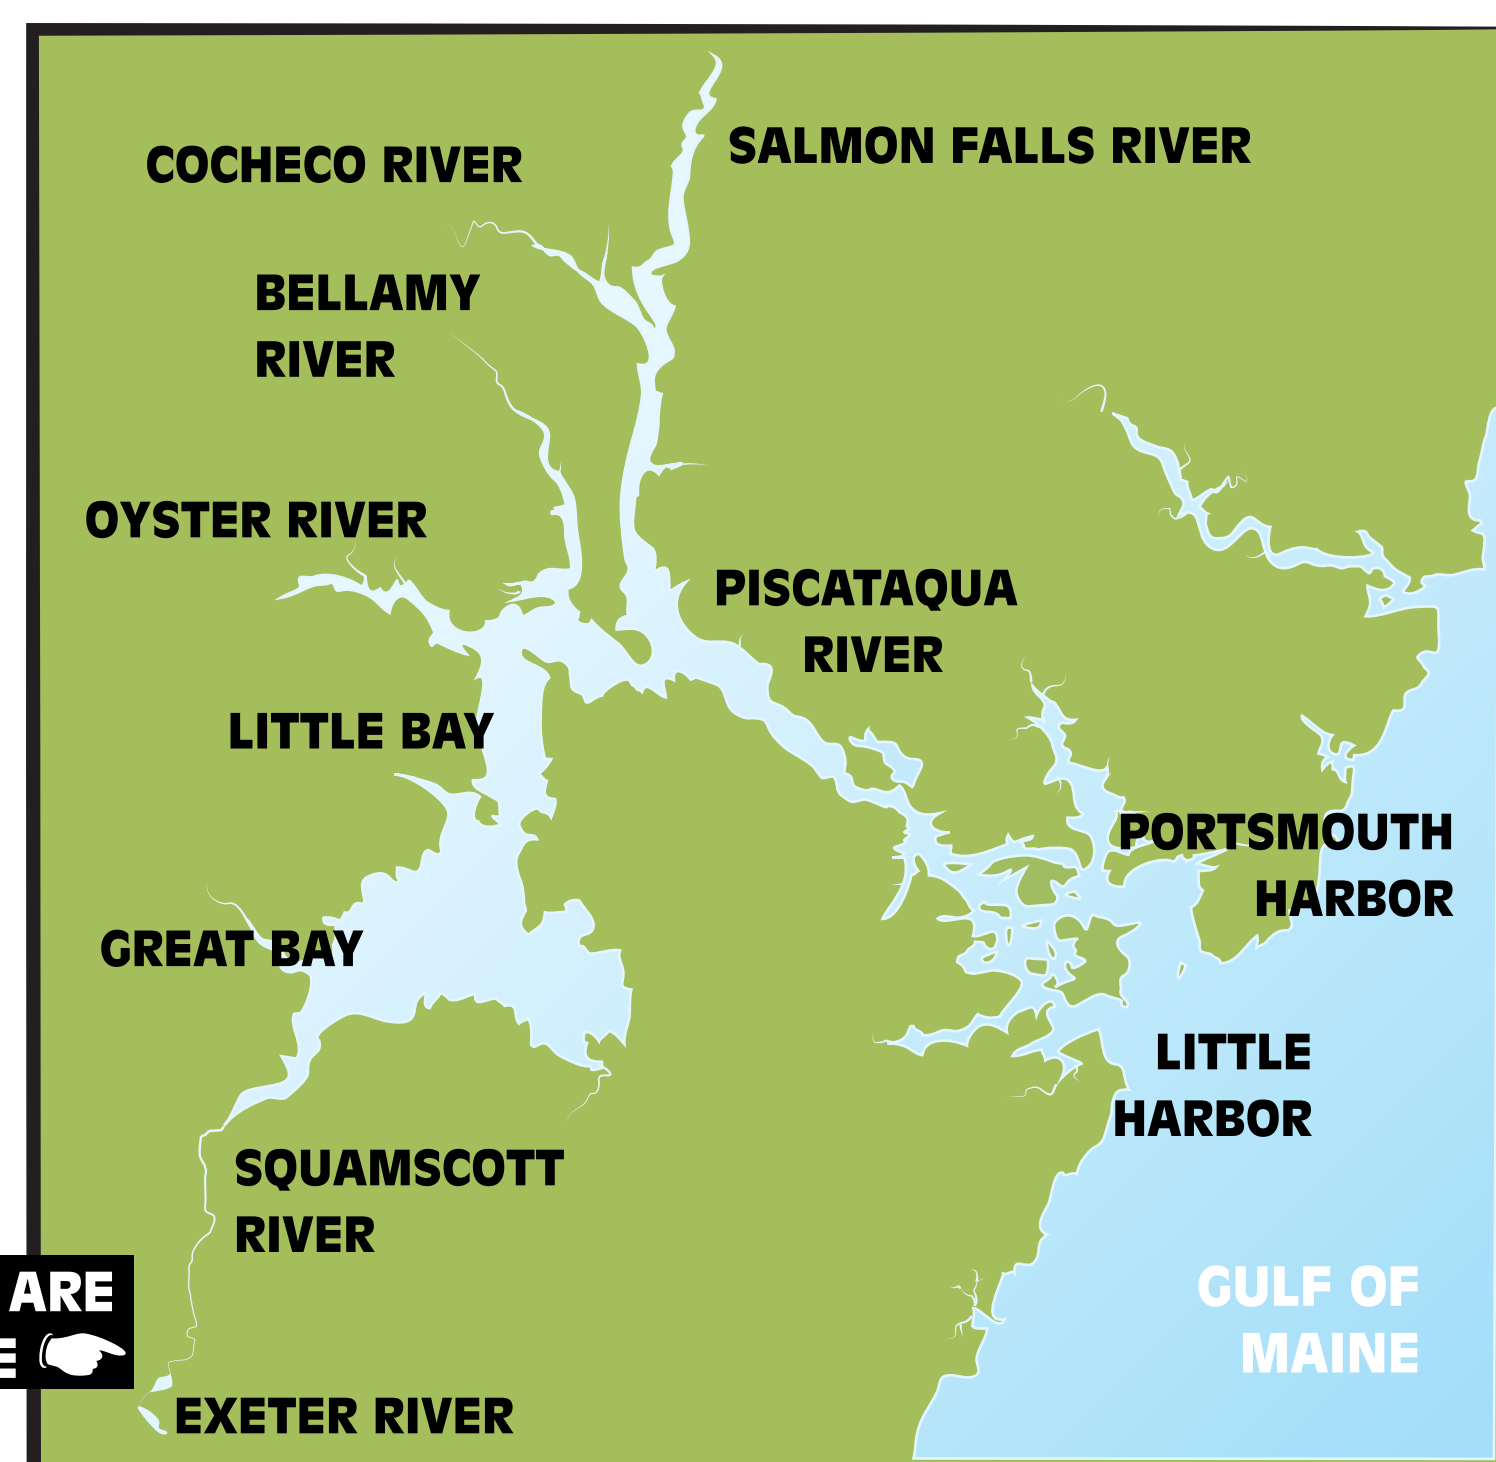 SALMON FALLS RIVER
COCHECO RIVER
BELLAMY
RIVER
OYSTER RIVER
PISCATAQUA
RIVER
LITTLE BAY
PORTSMOUTH
HARBOR
GREAT BAY
LITTLE
HARBOR
SQUAMSCOTT
RIVER
ARE
GULF OF
MAINE
EXETER RIVER